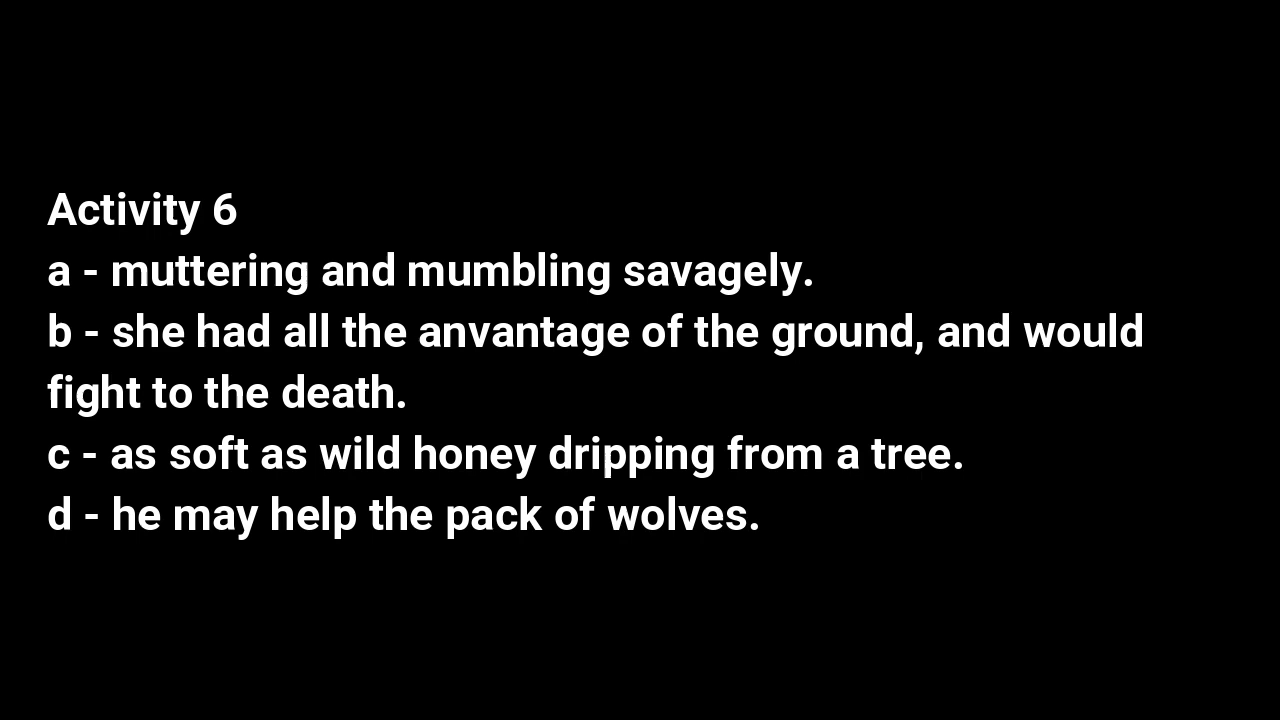 Activity 6
a - muttering and mumbling savagely.
b - she had all the anvantage of the ground, and would
fight to the death.
c - as soft as wild honey dripping from a tree.
d - he may help the pack of wolves.